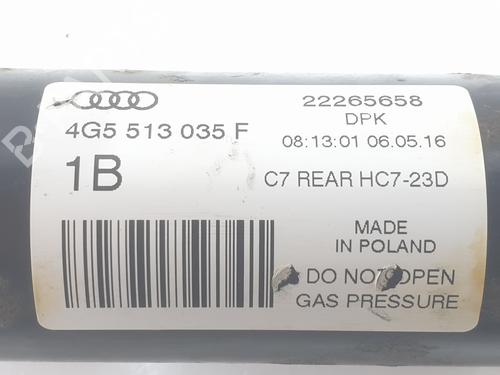 4G5 513 035 F
1B
22265658
DPK
08:13:01 06.05.16
C7 REAR HC7-23D
MADE
IN POLAND
DO NOT OPEN
GAS PRESSURE